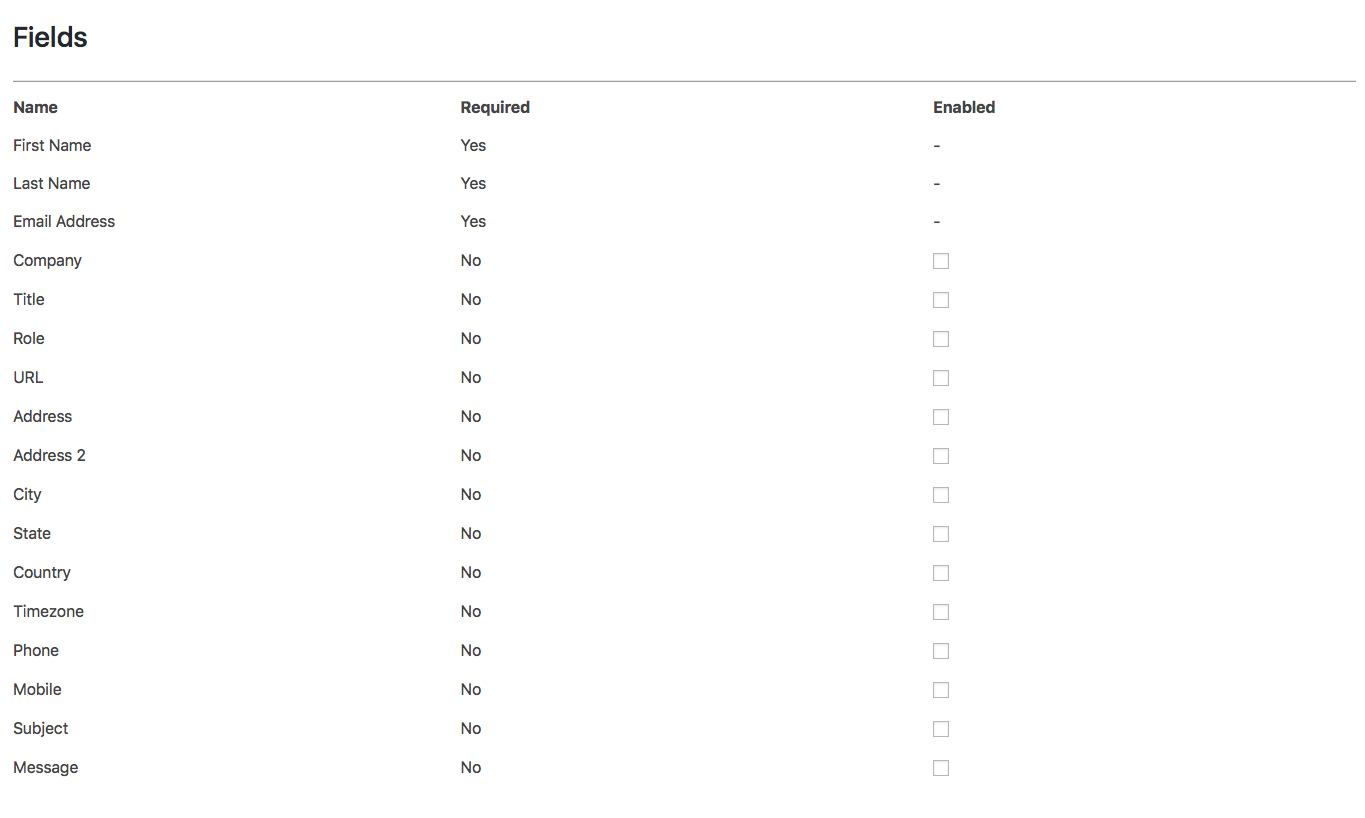 Fields
Name Required Enabled
First Name Yes -
Last Name Yes -
Email Address Yes -
Company No
Title No
Role No
URL No
Address No
Address 2 No
City No
State No
Country No
Timezone No
Phone No
Mobile No
Subject No
Message No